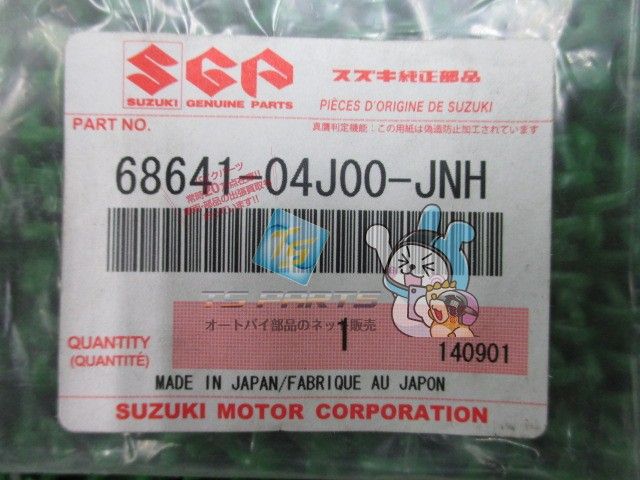 SGP
SUZUKI GENUINE PARTS
スズキ純正部品
PIÈCES D'ORIGINE DE SUZUKI
PART NO.
真贋判定機能:この用紙は偽造防止加工されています
68641-04J00-JNH
TS PARTS
オートバイ部品のネット販売
QUANTITY
(QUANTITÉ)
1
140901
MADE IN JAPAN/FABRIQUE AU JAPON
SUZUKI MOTOR CORPORATION